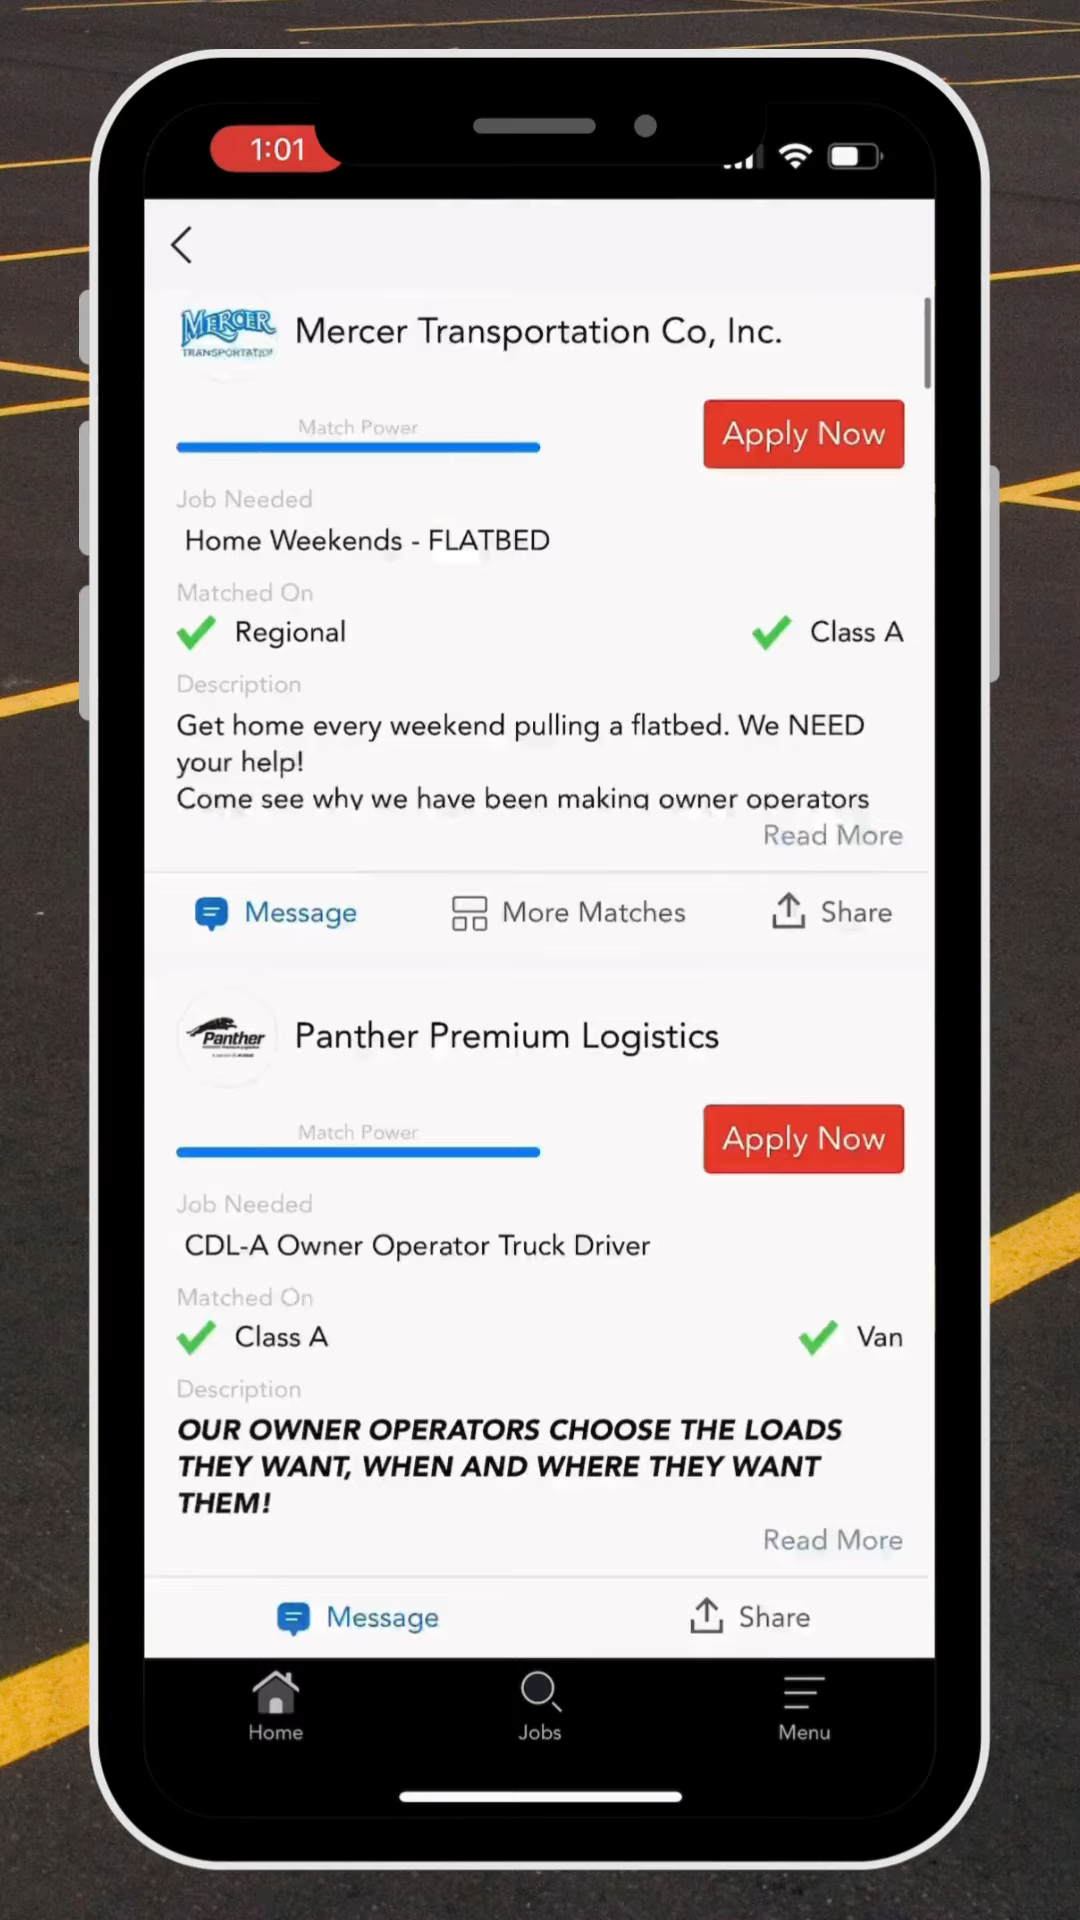 1:01
MERCER
TRANSPORTATION
Mercer Transportation Co, Inc.
Match Power
Apply Now
Job Needed
Home Weekends - FLATBED
Matched On
Regional
Class A
Description
Get home every weekend pulling a flatbed. We NEED
your help!
Come see why we have been making owner operators
Read More
Message
More Matches
Share
Panther
Panther Premium Logistics
Match Power
Apply Now
Job Needed
CDL-A Owner Operator Truck Driver
Matched On
Class A
Van
Description
OUR OWNER OPERATORS CHOOSE THE LOADS
THEY WANT, WHEN AND WHERE THEY WANT
THEM!
Read More
Message
Share
Home
Jobs
Menu